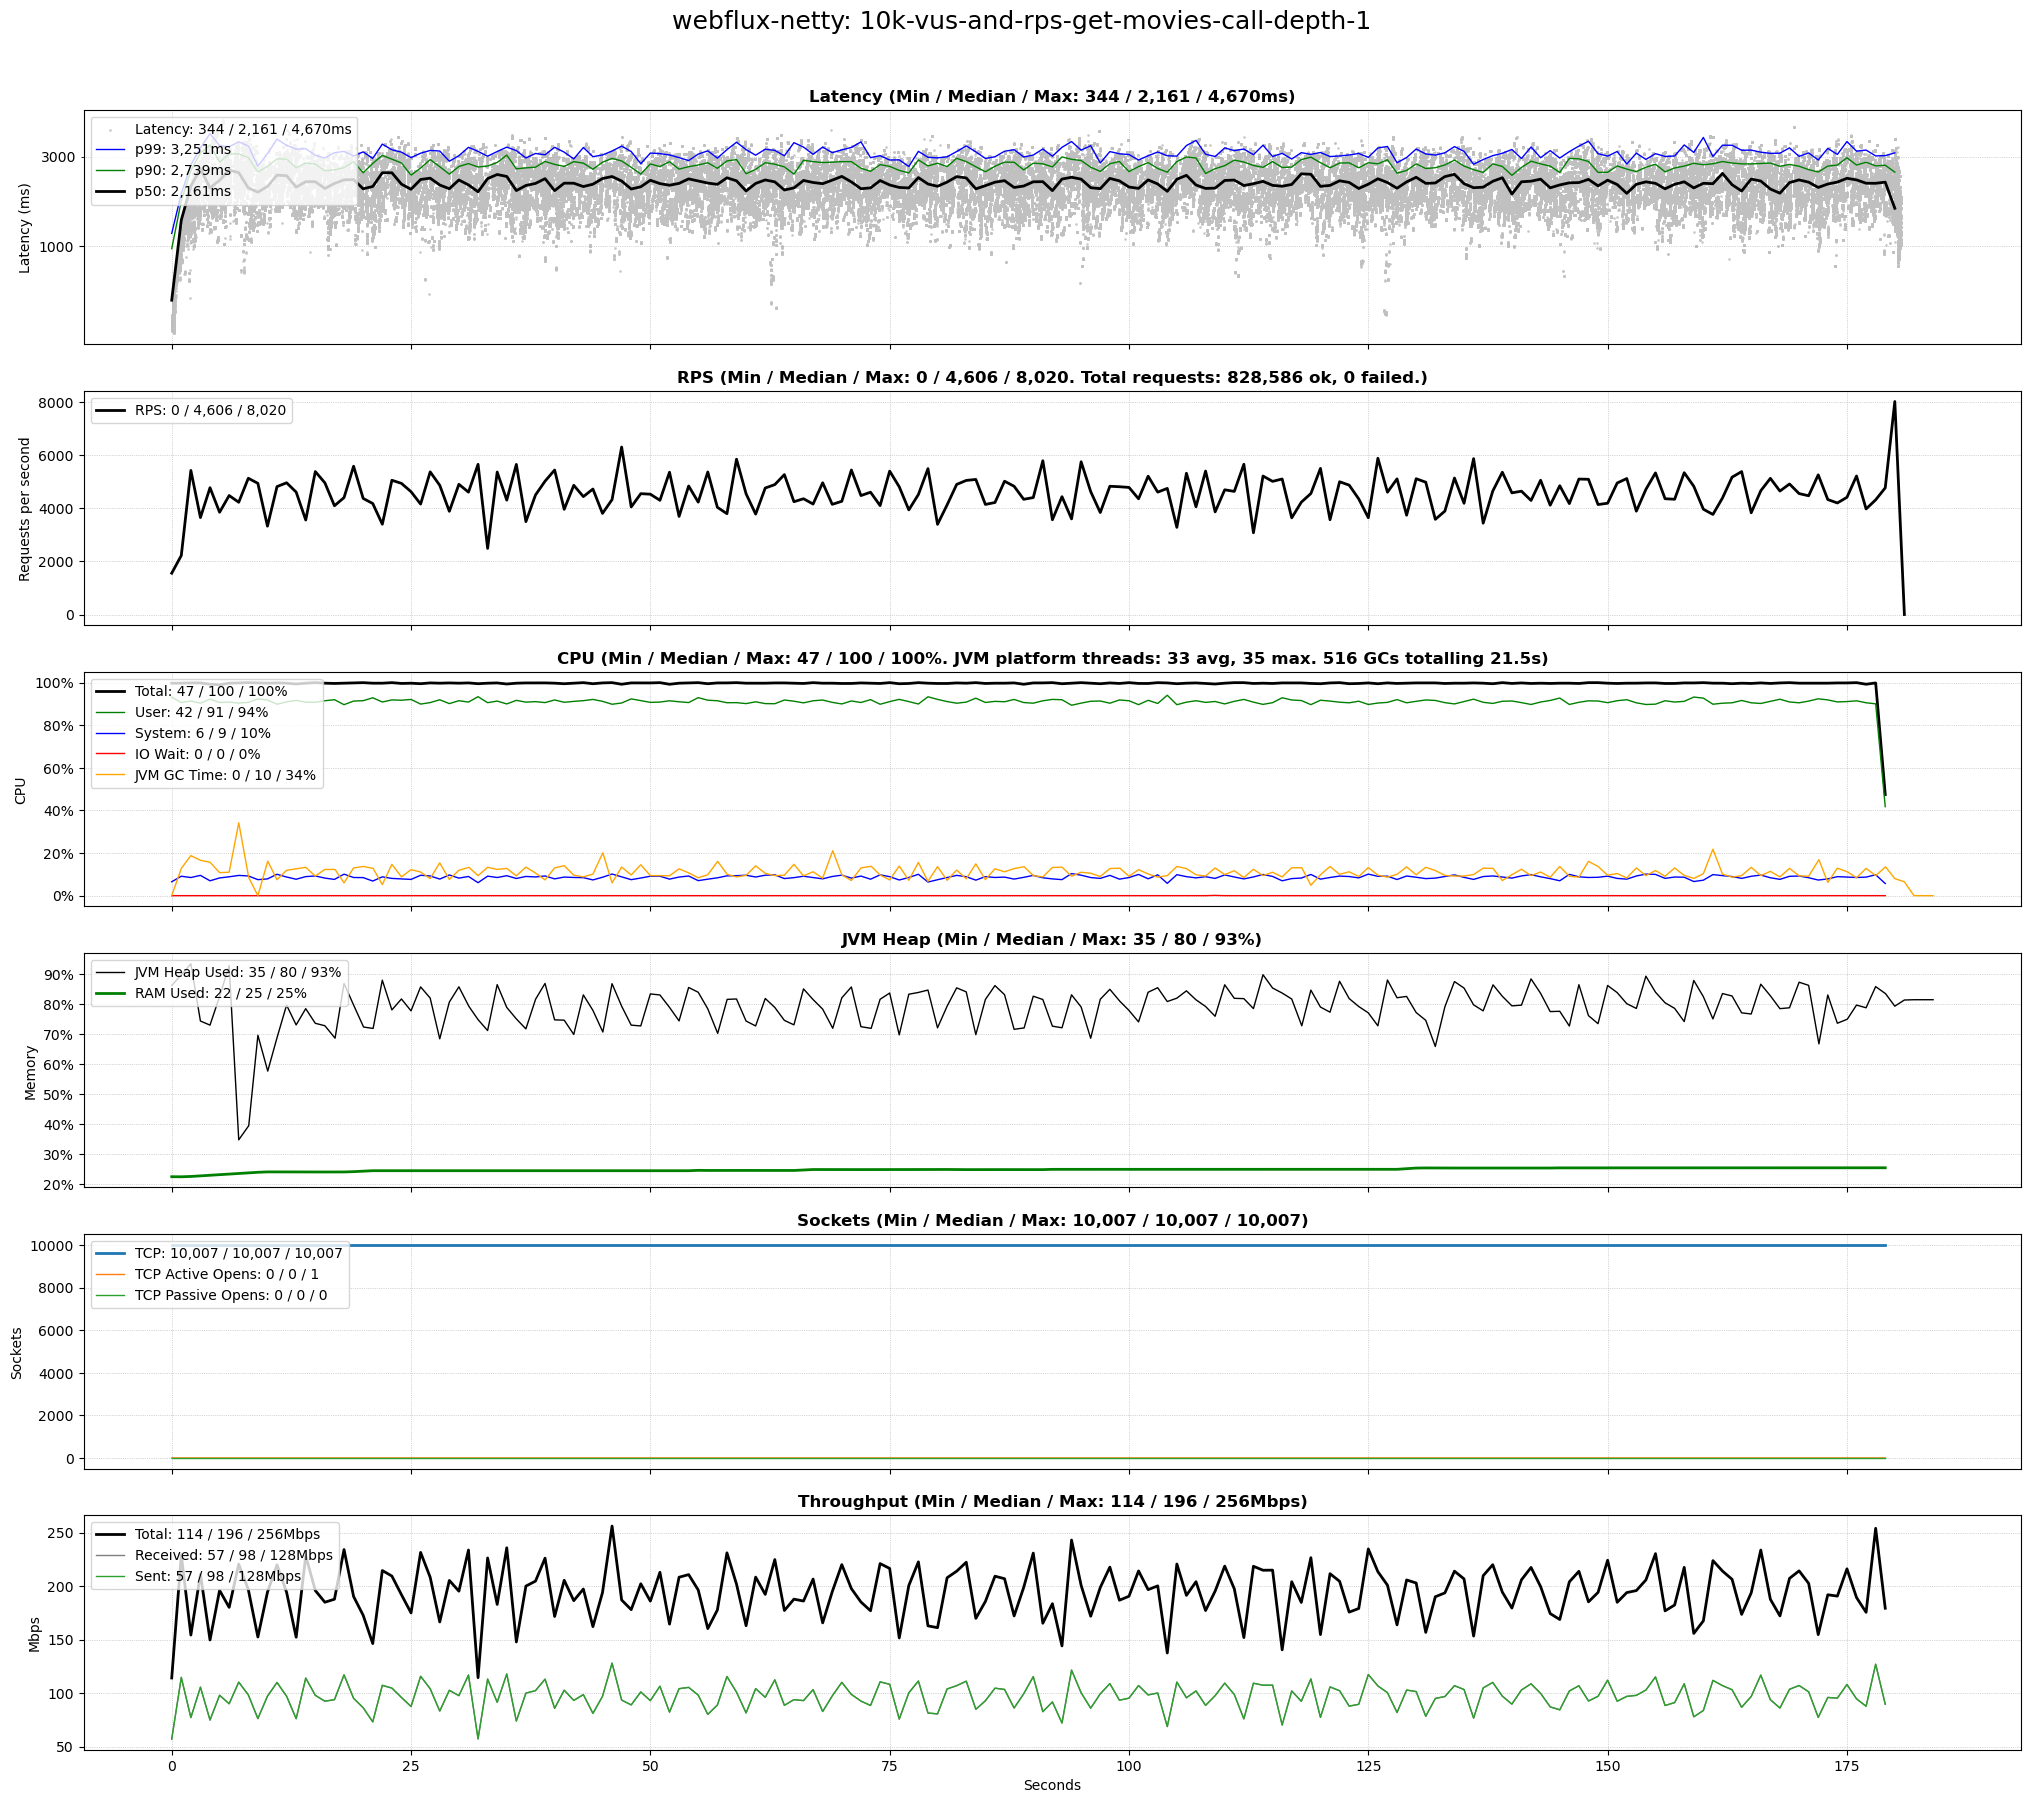 webflux-netty: 10k-vus-and-rps-get-movies-call-depth-1
Latency (Min / Median / Max: 344 / 2,161 / 4,670ms)
Latency (ms)
3000
1000
Latency: 344 / 2,161 / 4,670ms
p99: 3,251ms
p90: 2,739ms
p50: 2,161ms
RPS (Min / Median / Max: 0 / 4,606 / 8,020. Total requests: 828,586 ok, 0 failed.)
Requests per second
8000
6000
4000
2000
0
RPS: 0 / 4,606 / 8,020
CPU (Min / Median / Max: 47 / 100 / 100%. JVM platform threads: 33 avg, 35 max. 516 GCs totalling 21.5s)
CPU
100%
80%
60%
40%
20%
0%
Total: 47 / 100 / 100%
User: 42 / 91 / 94%
System: 6 / 9 / 10%
IO Wait: 0 / 0 / 0%
JVM GC Time: 0 / 10 / 34%
JVM Heap (Min / Median / Max: 35 / 80 / 93%)
Memory
90%
80%
70%
60%
50%
40%
30%
20%
JVM Heap Used: 35 / 80 / 93%
RAM Used: 22 / 25 / 25%
Sockets (Min / Median / Max: 10,007 / 10,007 / 10,007)
Sockets
10000
8000
6000
4000
2000
0
TCP: 10,007 / 10,007 / 10,007
TCP Active Opens: 0 / 0 / 1
TCP Passive Opens: 0 / 0 / 0
Throughput (Min / Median / Max: 114 / 196 / 256Mbps)
Mbps
250
200
150
100
50
Total: 114 / 196 / 256Mbps
Received: 57 / 98 / 128Mbps
Sent: 57 / 98 / 128Mbps
0 25 50 75 100 125 150 175
Seconds